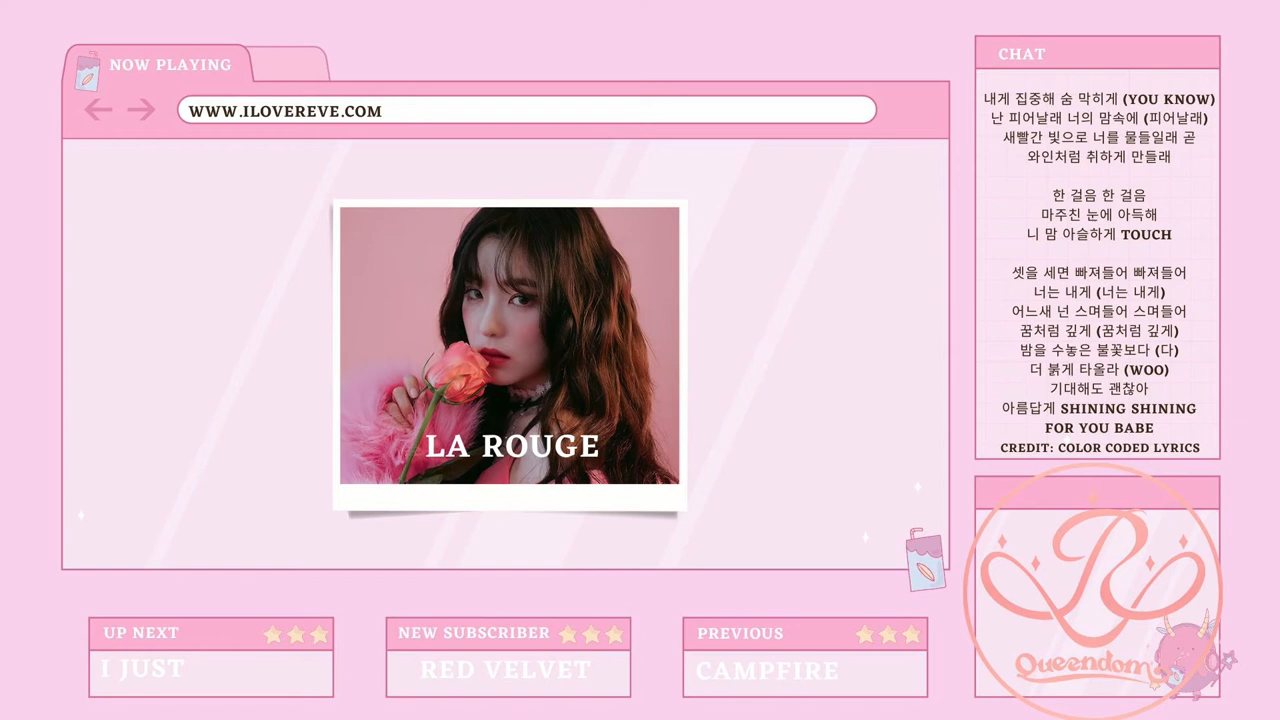 NOW PLAYING
WWW.ILOVEREVE.COM
LA ROUGE
CHAT
내게 집중해 숨 막히게 (YOU KNOW)
난 피어날래 너의 맘속에 (피어날래)
새빨간 빛으로 너를 물들일래 곧
와인처럼 취하게 만들래
한 걸음 한 걸음
마주친 눈에 아득해
니 맘 아슬하게 TOUCH
셋을 세면 빠져들어 빠져들어
너는 내게 (너는 내게)
어느새 넌 스며들어 스며들어
꿈처럼 깊게 (꿈처럼 깊게)
밤을 수놓은 불꽃보다 (다)
더 붉게 타올라 (WOO)
기대해도 괜찮아
아름답게 SHINING SHINING
FOR YOU BABE
CREDIT: COLOR CODED LYRICS
UP NEXT
I JUST
NEW SUBSCRIBER
RED VELVET
PREVIOUS
CAMPFIRE
R
Queendom